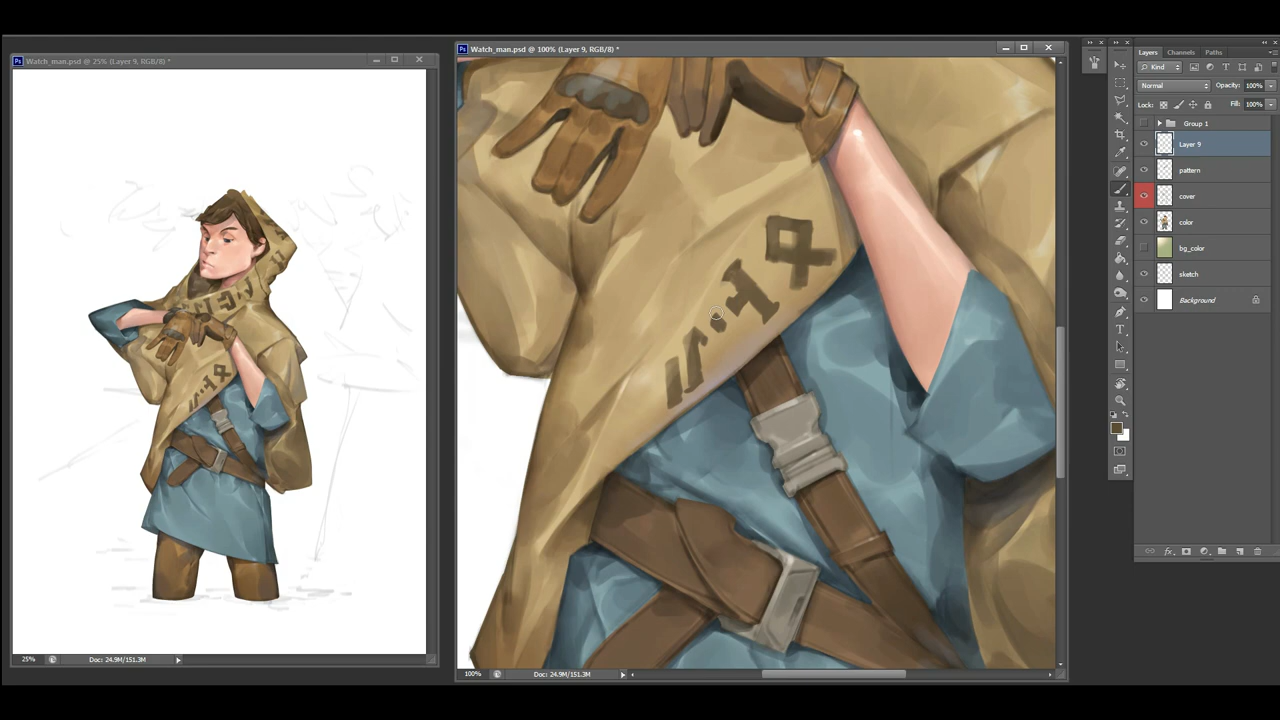 Watch_man.psd @ 25% (Layer 9, RGB/8) *
25%
Doc: 24.9M/151.3M
Watch_man.psd @ 100% (Layer 9, RGB/8) *
100%
Doc: 24.9M/151.3M
Layers Channels Paths
Kind
Normal Opacity: 100%
Lock: Fill: 100%
Group 1
Layer 9
pattern
cover
color
bg_color
sketch
Background